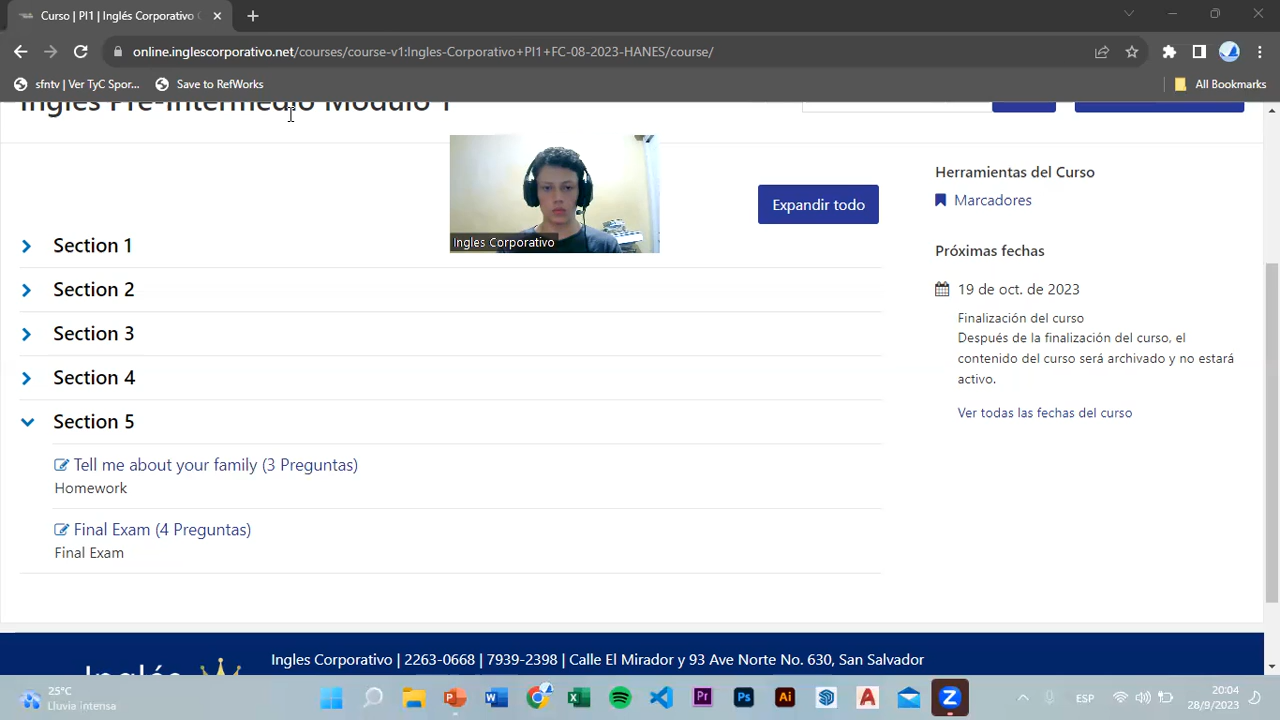 Curso | PI1 | Inglés Corporativo
online.inglescorporativo.net/courses/course-v1:Ingles-Corporativo+PI1+FC-08-2023-HANES/course/
sfntv | Ver TyC Spor...
Save to RefWorks
All Bookmarks
Inglés Pre-Intermedio Módulo 1
Ingles Corporativo
Expandir todo
Section 1
Section 2
Section 3
Section 4
Section 5
Tell me about your family (3 Preguntas)
Homework
Final Exam (4 Preguntas)
Final Exam
Herramientas del Curso
Marcadores
Próximas fechas
19 de oct. de 2023
Finalización del curso
Después de la finalización del curso, el
contenido del curso será archivado y no estará
activo.
Ver todas las fechas del curso
Inglés
Ingles Corporativo | 2263-0668 | 7939-2398 | Calle El Mirador y 93 Ave Norte No. 630, San Salvador
25°C
Lluvia intensa
ESP
20:04
28/9/2023